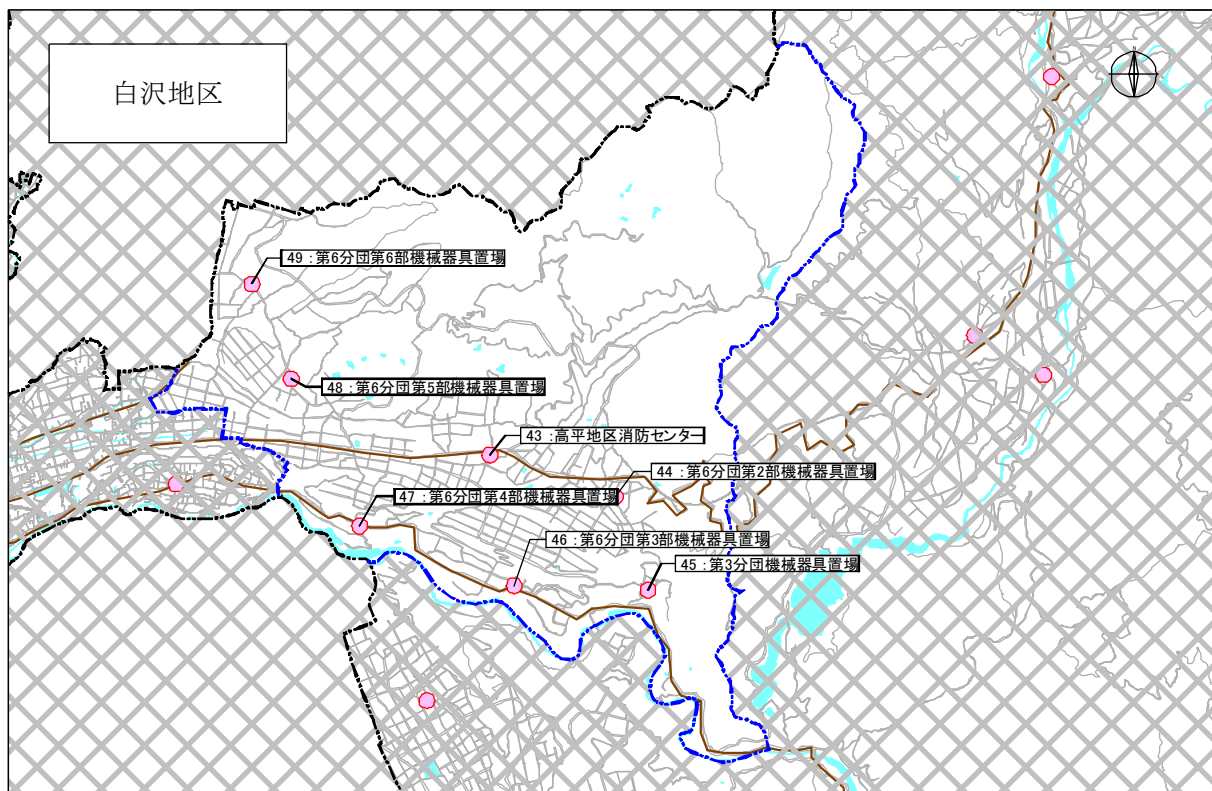 白沢地区
N
49：第6分団第6部機械器具置場
48：第6分団第5部機械器具置場
43：高平地区消防センター
44：第6分団第2部機械器具置場
47：第6分団第4部機械器具置場
46：第6分団第3部機械器具置場
45：第3分団機械器具置場